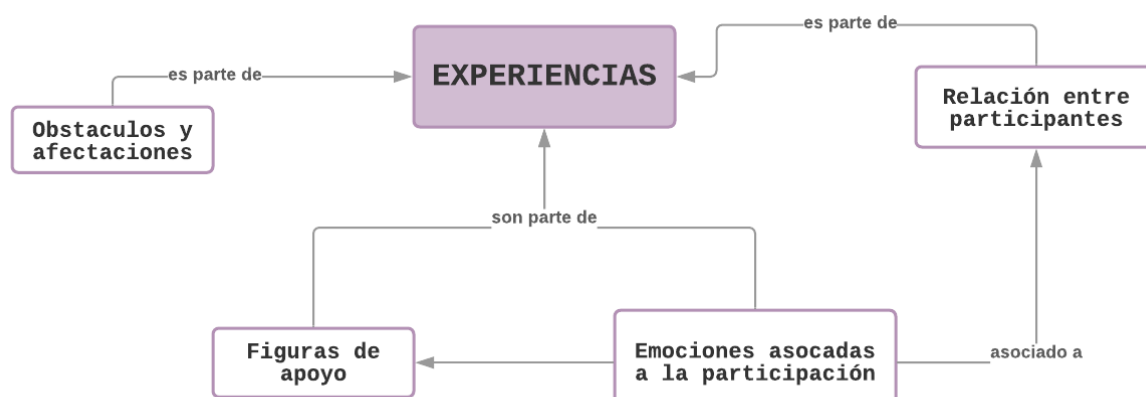 es parte de
EXPERIENCIAS
es parte de
Obstaculos y
afectaciones
Relación entre
participantes
son parte de
Figuras de
apoyo
Emociones asocadas
a la participación
asociado a